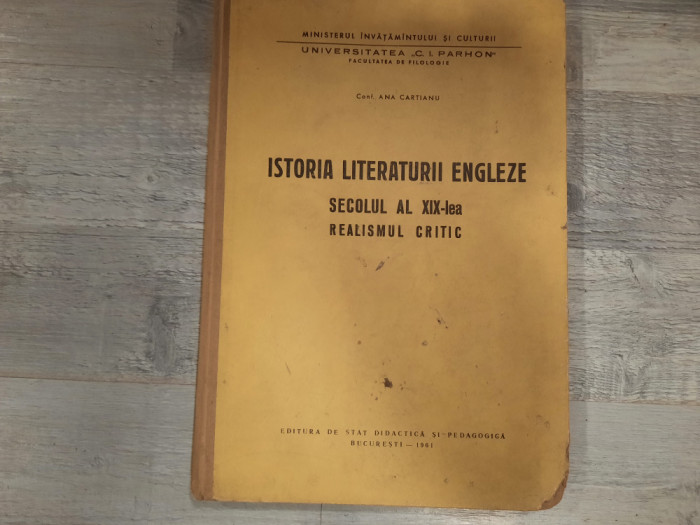 MINISTERUL ÎNVĂȚĂMÎNTULUI ȘI CULTURII
UNIVERSITATEA „C. I. PARHON”
FACULTATEA DE FILOLOGIE
Conf. ANA CARTIANU
ISTORIA LITERATURII ENGLEZE
SECOLUL AL XIX-lea
REALISMUL CRITIC
EDITURA DE STAT DIDACTICĂ ȘI PEDAGOGICĂ
BUCUREȘTI — 1961